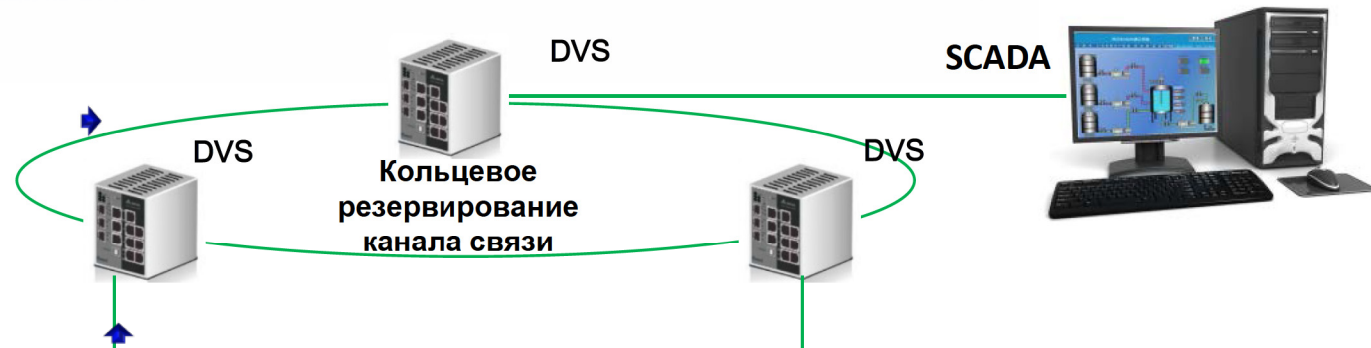 DVS
SCADA
DVS
DVS
Кольцевое
резервирование
канала связи